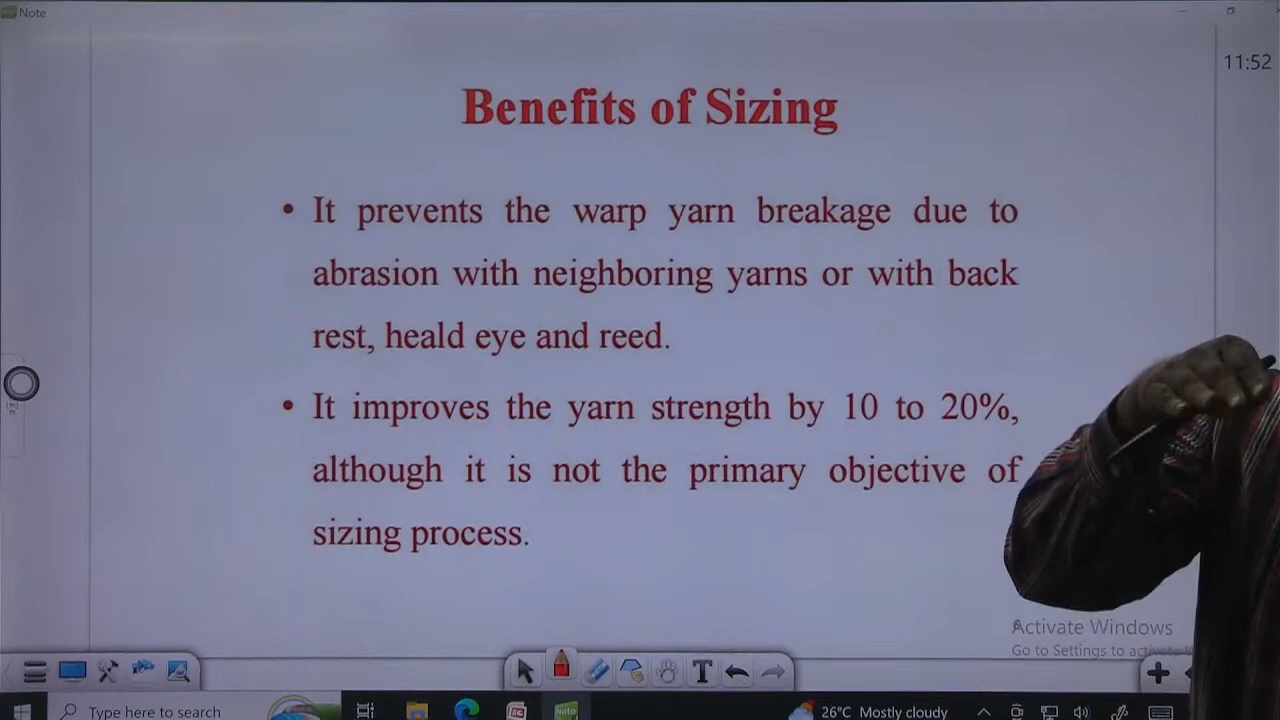 Note
11:52
Benefits of Sizing
• It prevents the warp yarn breakage due to
abrasion with neighboring yarns or with back
rest, heald eye and reed.
• It improves the yarn strength by 10 to 20%,
although it is not the primary objective of
sizing process.
Activate Windows
Go to Settings to
T
Type here to search
Note
26°C Mostly cloudy